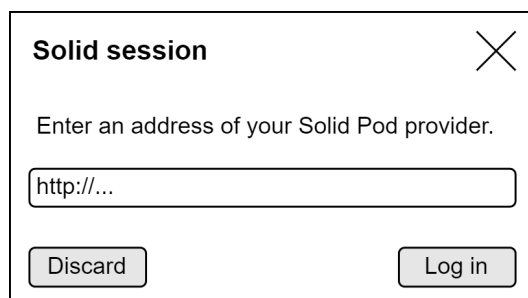 Solid session
Enter an address of your Solid Pod provider.
http://...
Discard
Log in